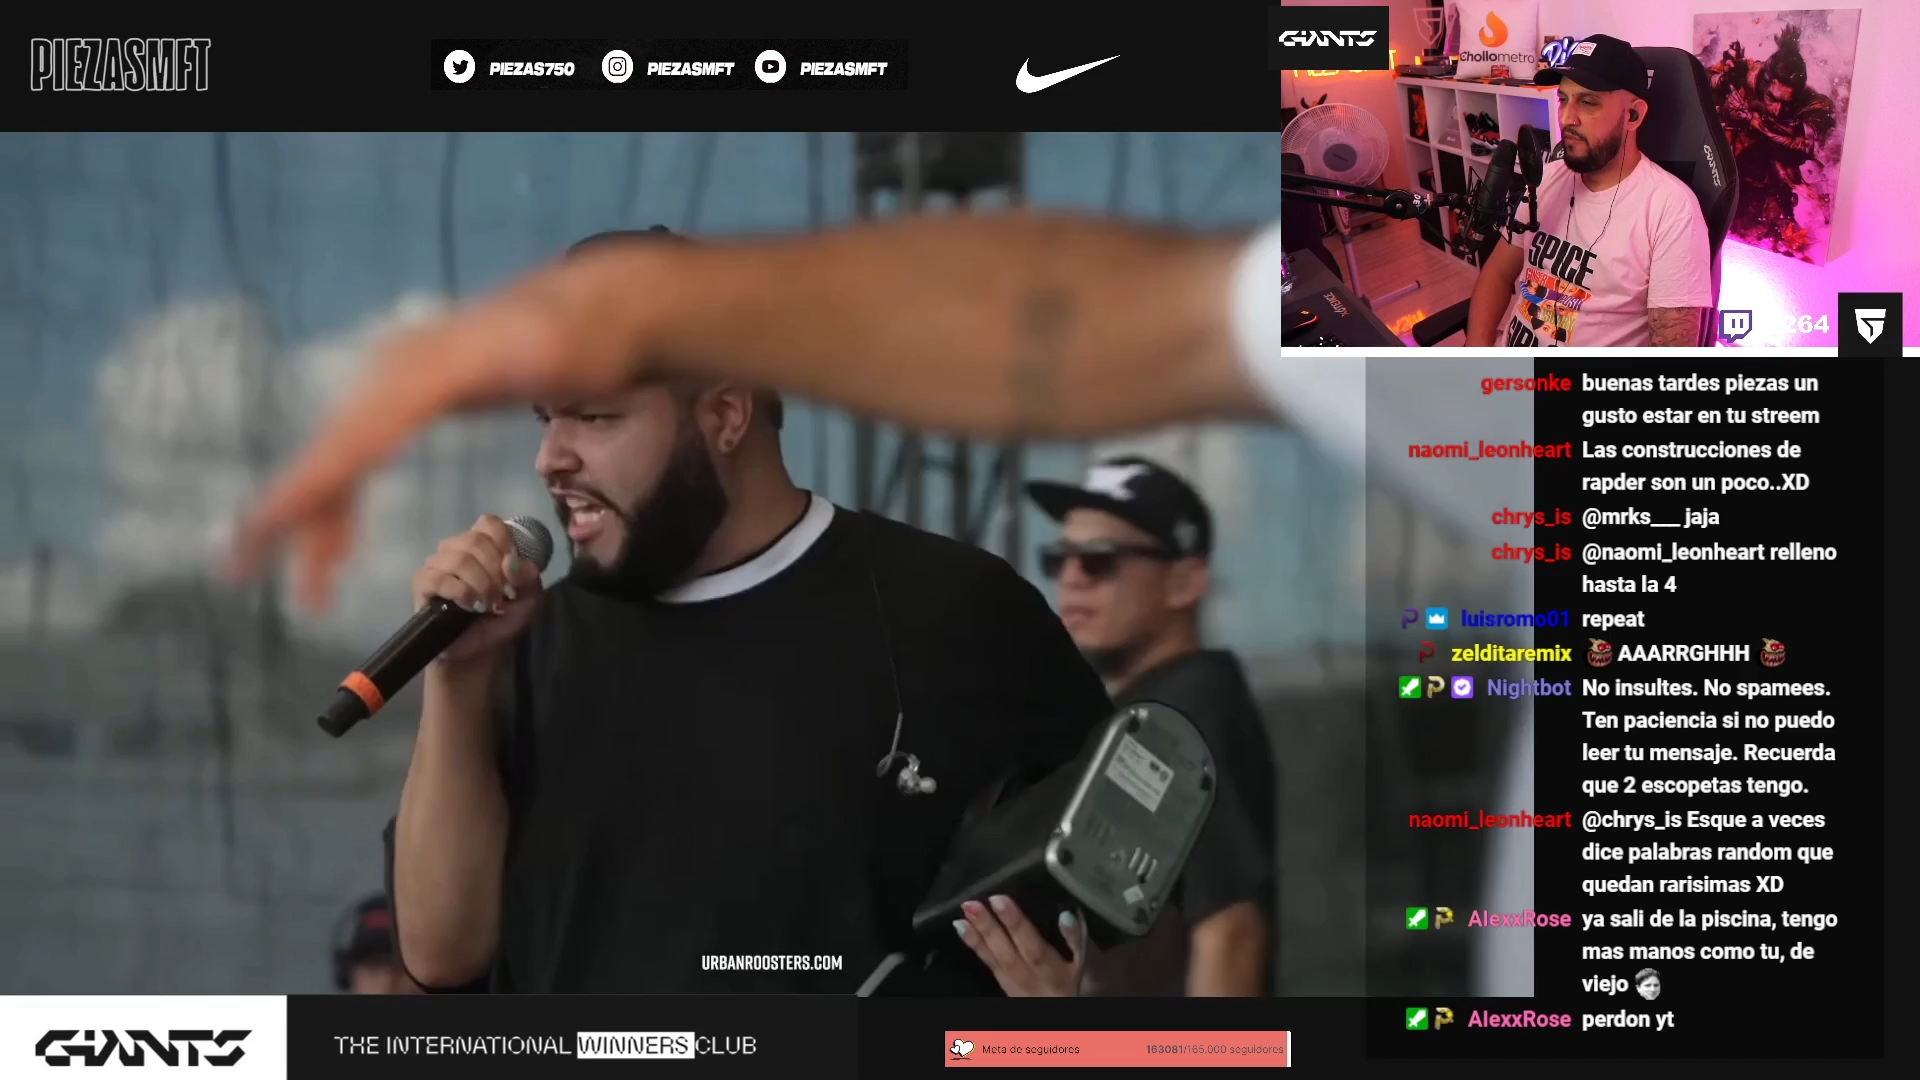 PIEZASMFT
PIEZAS750
PIEZASMFT
PIEZASMFT
GIANTS
Chollometro
SPICE
264
gersonke buenas tardes piezas un
gusto estar en tu streem
naomi_leonheart Las construcciones de
rapder son un poco..XD
chrys_is @mrks___ jaja
chrys_is @naomi_leonheart relleno
hasta la 4
luisromo01 repeat
zelditaremix AAARRGHHH
Nightbot No insultes. No spamees.
Ten paciencia si no puedo
leer tu mensaje. Recuerda
que 2 escopetas tengo.
naomi_leonheart @chrys_is Esque a veces
dice palabras random que
quedan rarisimas XD
AlexxRose ya sali de la piscina, tengo
mas manos como tu, de
viejo
AlexxRose perdon yt
URBANROOSTERS.COM
GIANTS
THE INTERNATIONAL WINNERS CLUB
Meta de seguidores 163081/165.000 seguidores